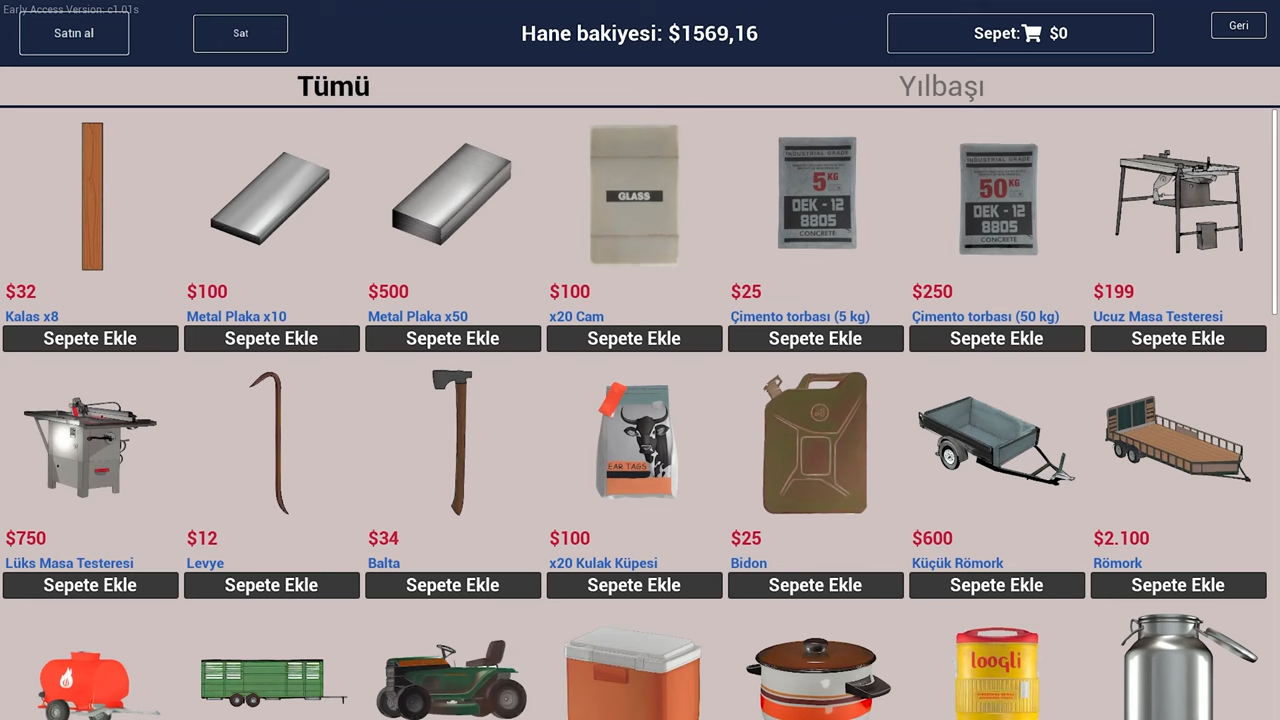 Early Access Version: c1.01s
Satın al
Sat
Hane bakiyesi: $1569,16
Sepet: $0
Geri
Tümü
Yılbaşı
GLASS
INDUSTRIAL GRADE
5 KG
DEK - 12
8805
CONCRETE
INDUSTRIAL GRADE
50 KG
DEK - 12
8805
CONCRETE
$32
$100
$500
$100
$25
$250
$199
Kalas x8
Metal Plaka x10
Metal Plaka x50
x20 Cam
Çimento torbası (5 kg)
Çimento torbası (50 kg)
Ucuz Masa Testeresi
Sepete Ekle
Sepete Ekle
Sepete Ekle
Sepete Ekle
Sepete Ekle
Sepete Ekle
Sepete Ekle
EAR TAGS
$750
$12
$34
$100
$25
$600
$2.100
Lüks Masa Testeresi
Levye
Balta
x20 Kulak Küpesi
Bidon
Küçük Römork
Römork
Sepete Ekle
Sepete Ekle
Sepete Ekle
Sepete Ekle
Sepete Ekle
Sepete Ekle
Sepete Ekle
looqli